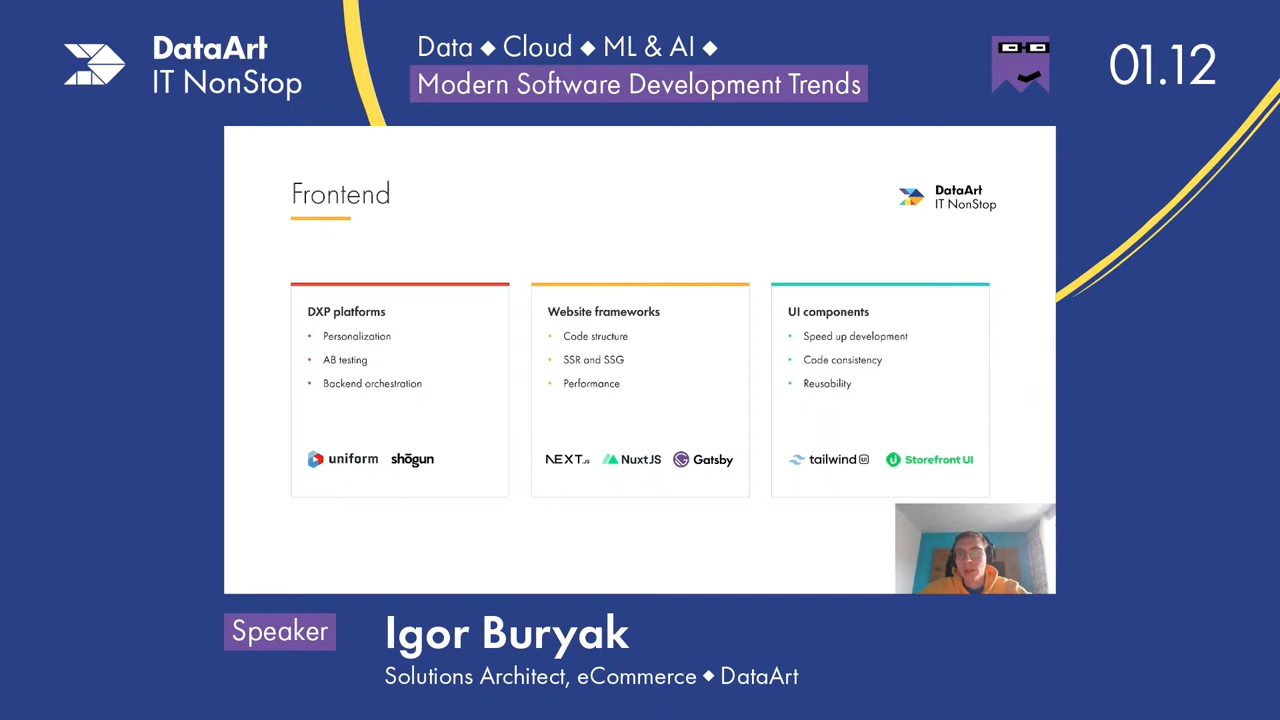 DataArt
IT NonStop
Data ◆ Cloud ◆ ML & AI ◆
Modern Software Development Trends
01.12
Frontend
DataArt
IT NonStop
DXP platforms
• Personalization
• AB testing
• Backend orchestration
uniform shōgun
Website frameworks
• Code structure
• SSR and SSG
• Performance
NEXT.JS NuxtJS Gatsby
UI components
• Speed up development
• Code consistency
• Reusability
tailwind UI Storefront UI
Speaker
Igor Buryak
Solutions Architect, eCommerce ◆ DataArt